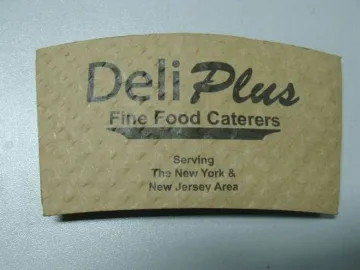 Deli Plus
Fine Food Caterers
Serving
The New York &
New Jersey Area